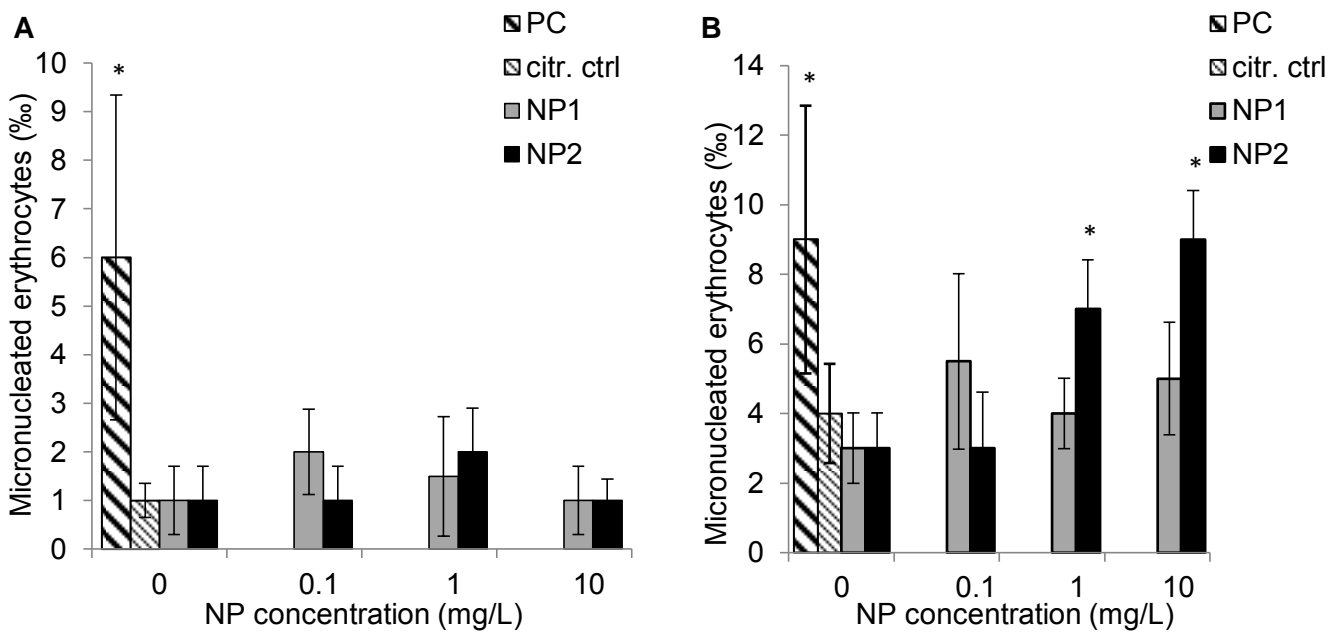 A
PC
citr. ctrl
NP1
NP2
Micronucleated erythrocytes (‰)
10
9
8
7
6
5
4
3
2
1
0
*
0 0.1 1 10
NP concentration (mg/L)
B
PC
citr. ctrl
NP1
NP2
Micronucleated erythrocytes (‰)
14
12
10
8
6
4
2
0
*
*
*
0 0.1 1 10
NP concentration (mg/L)